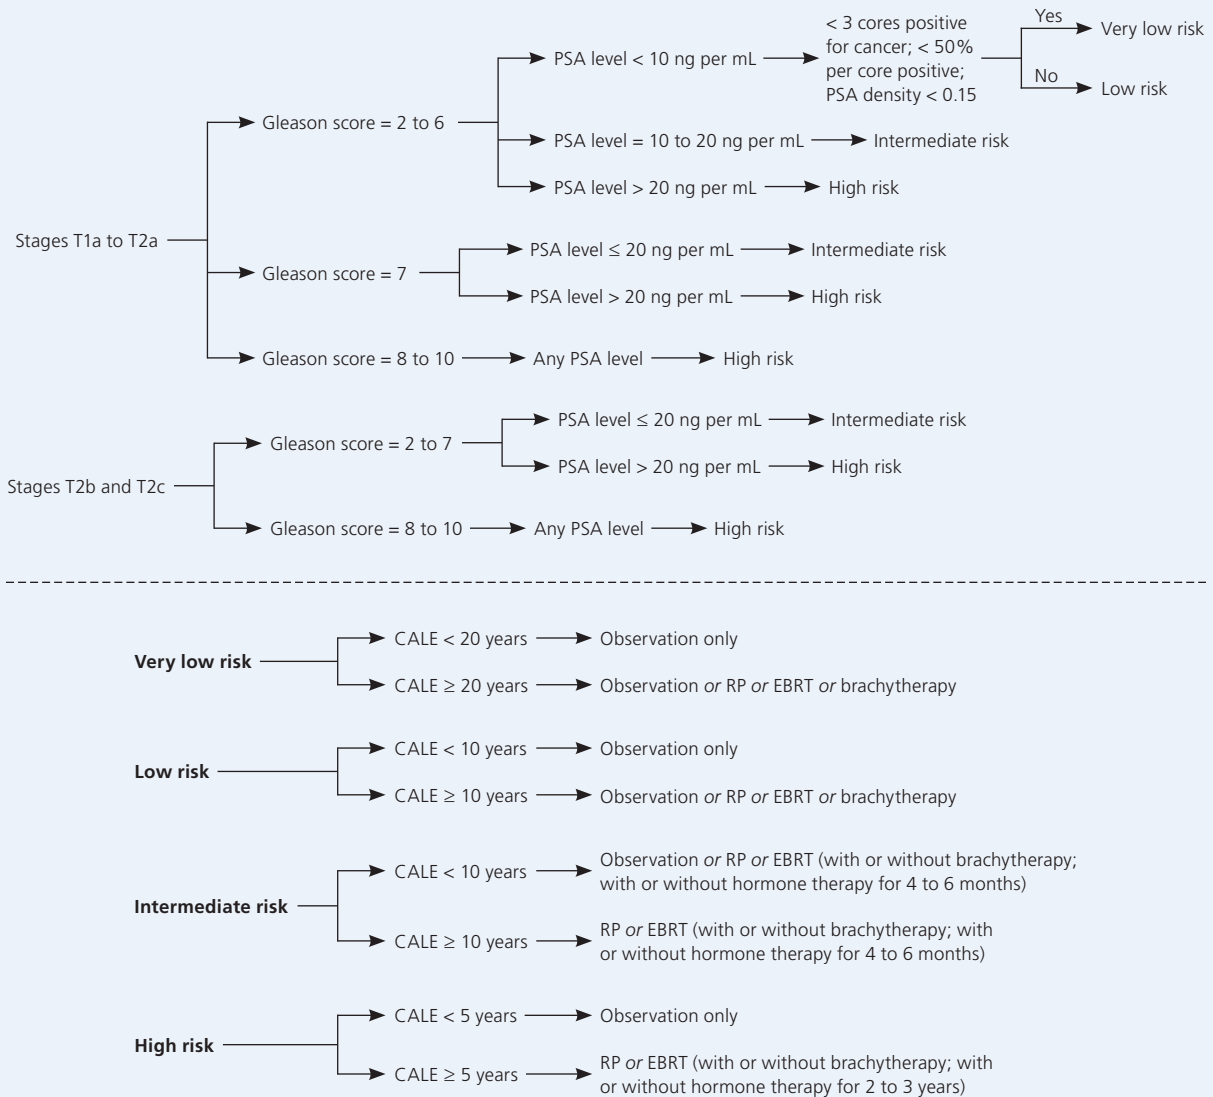 < 3 cores positive
for cancer; < 50%
per core positive;
PSA density < 0.15
Yes
Very low risk
No
Low risk
PSA level < 10 ng per mL
Gleason score = 2 to 6
PSA level = 10 to 20 ng per mL
Intermediate risk
PSA level > 20 ng per mL
High risk
Stages T1a to T2a
PSA level ≤ 20 ng per mL
Intermediate risk
Gleason score = 7
PSA level > 20 ng per mL
High risk
Gleason score = 8 to 10
Any PSA level
High risk
PSA level ≤ 20 ng per mL
Intermediate risk
Gleason score = 2 to 7
PSA level > 20 ng per mL
High risk
Stages T2b and T2c
Gleason score = 8 to 10
Any PSA level
High risk
Very low risk
CALE < 20 years
Observation only
CALE ≥ 20 years
Observation or RP or EBRT or brachytherapy
Low risk
CALE < 10 years
Observation only
CALE ≥ 10 years
Observation or RP or EBRT or brachytherapy
Intermediate risk
CALE < 10 years
Observation or RP or EBRT (with or without brachytherapy;
with or without hormone therapy for 4 to 6 months)
CALE ≥ 10 years
RP or EBRT (with or without brachytherapy; with
or without hormone therapy for 4 to 6 months)
High risk
CALE < 5 years
Observation only
CALE ≥ 5 years
RP or EBRT (with or without brachytherapy; with
or without hormone therapy for 2 to 3 years)